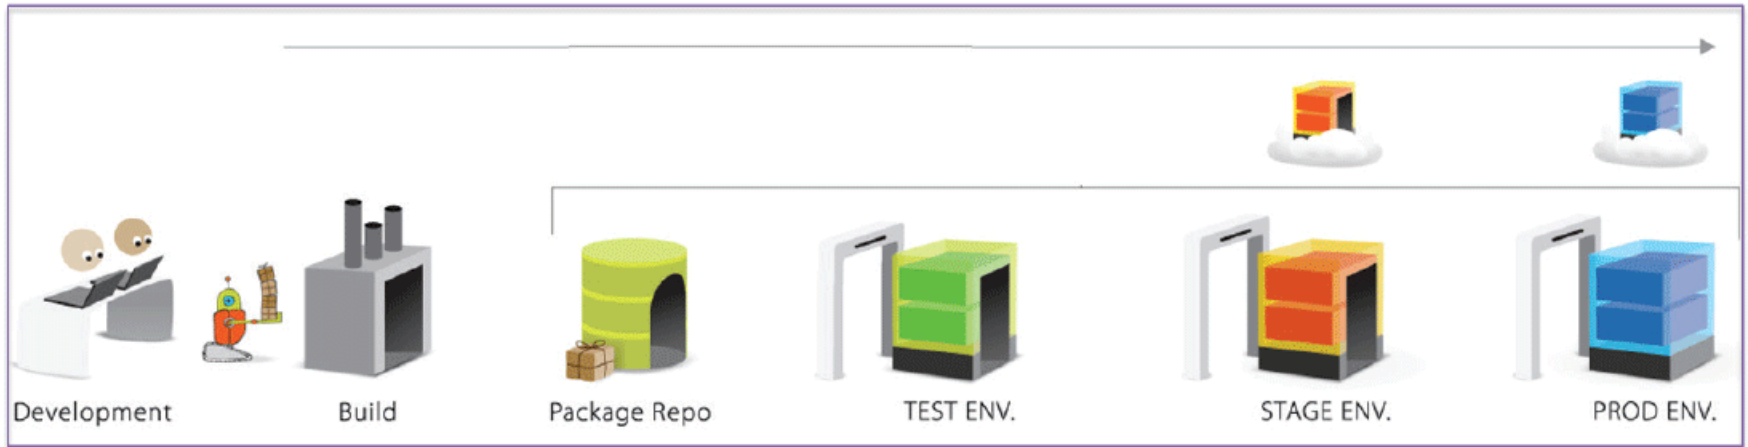 Development
Build
Package Repo
TEST ENV.
STAGE ENV.
PROD ENV.